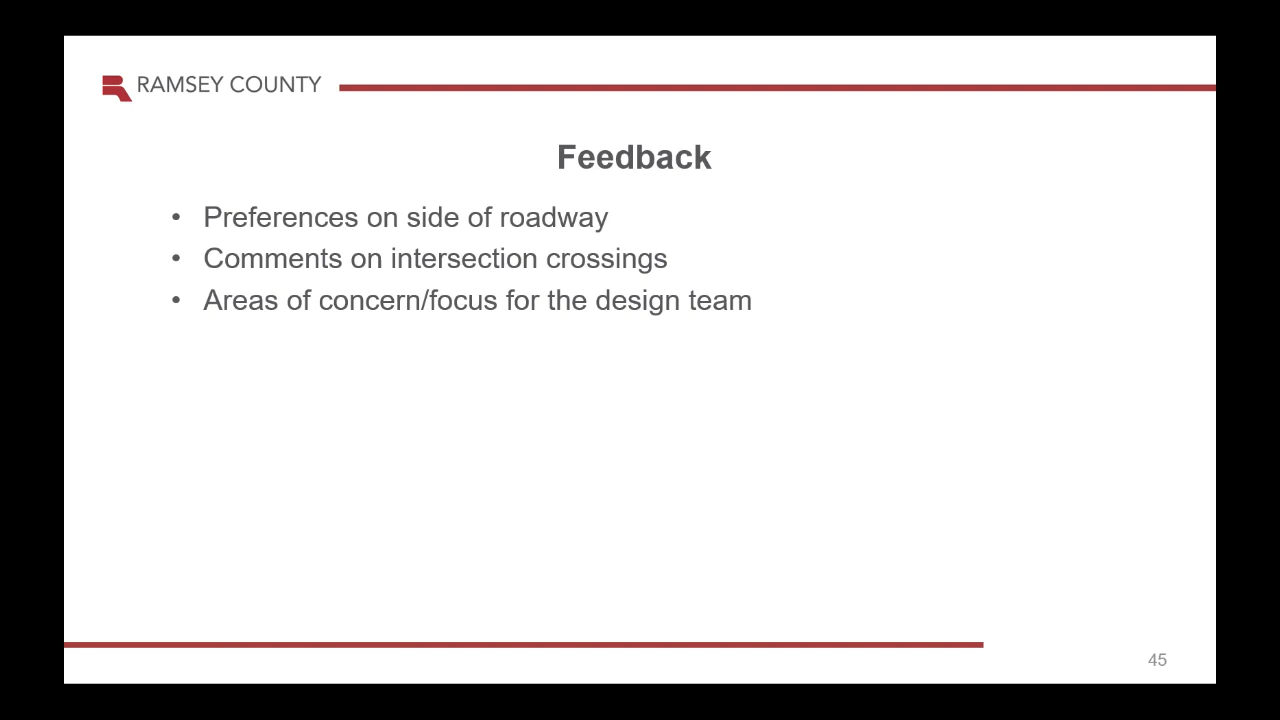 RAMSEY COUNTY
Feedback
• Preferences on side of roadway
• Comments on intersection crossings
• Areas of concern/focus for the design team
45